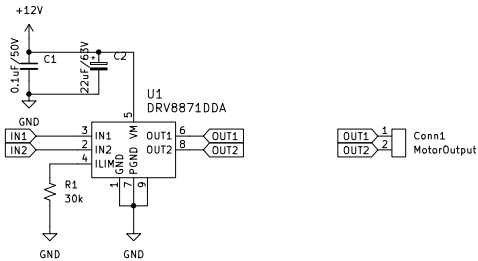 +12V
0.1uF/50V
C1
22uF/63V
C2
GND
U1
DRV8871DDA
5
VM
IN1
3
IN1
OUT1
6
OUT1
IN2
2
IN2
OUT2
8
OUT2
4
ILIM
GND
PGND
1
7
9
R1
30k
GND
GND
OUT1
1
Conn1
OUT2
2
MotorOutput